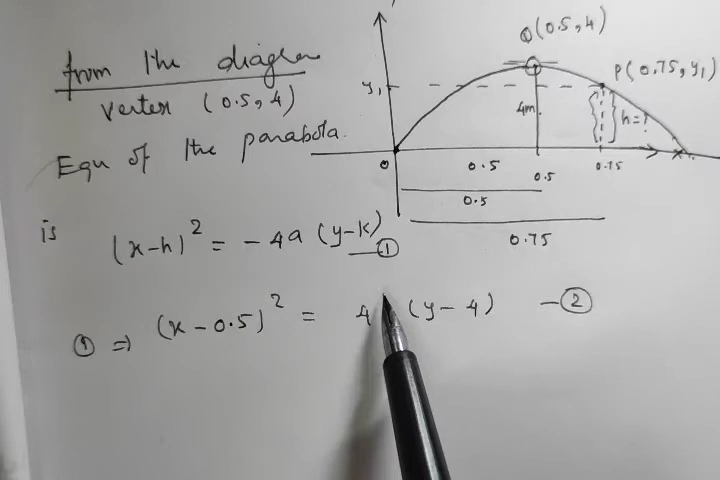 from the diagram
vertex (0.5, 4)
Equn of the parabola.
is (x-h)² = -4a (y-k) —①
① ⇒ (x - 0.5)² = 4 (y - 4) —②
Q(0.5, 4)
P(0.75, y₁)
y₁
4m.
h=?
0
0.5
0.5
0.75
0.5
0.75